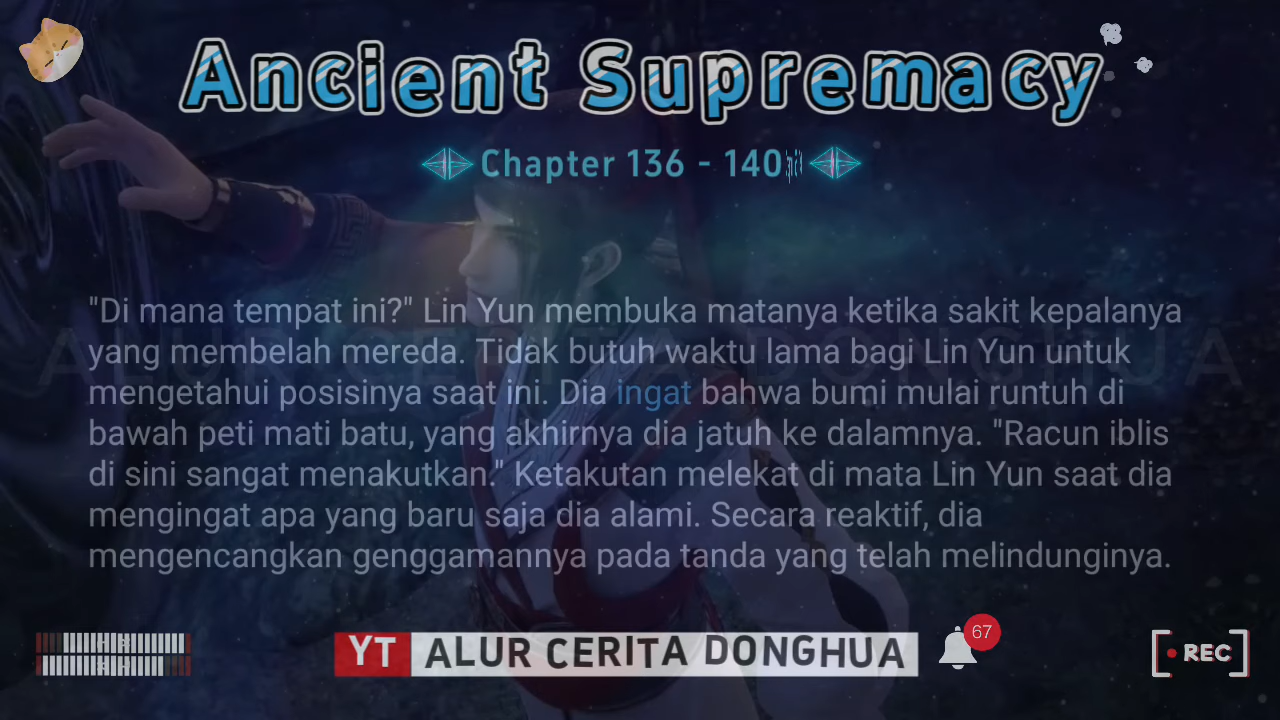 Ancient Supremacy
Chapter 136 - 140
"Di mana tempat ini?" Lin Yun membuka matanya ketika sakit kepalanya
yang membelah mereda. Tidak butuh waktu lama bagi Lin Yun untuk
mengetahui posisinya saat ini. Dia ingat bahwa bumi mulai runtuh di
bawah peti mati batu, yang akhirnya dia jatuh ke dalamnya. "Racun iblis
di sini sangat menakutkan." Ketakutan melekat di mata Lin Yun saat dia
mengingat apa yang baru saja dia alami. Secara reaktif, dia
mengencangkan genggamannya pada tanda yang telah melindunginya.
ALUR CERITA DONGHUA
YT ALUR CERITA DONGHUA
67
REC